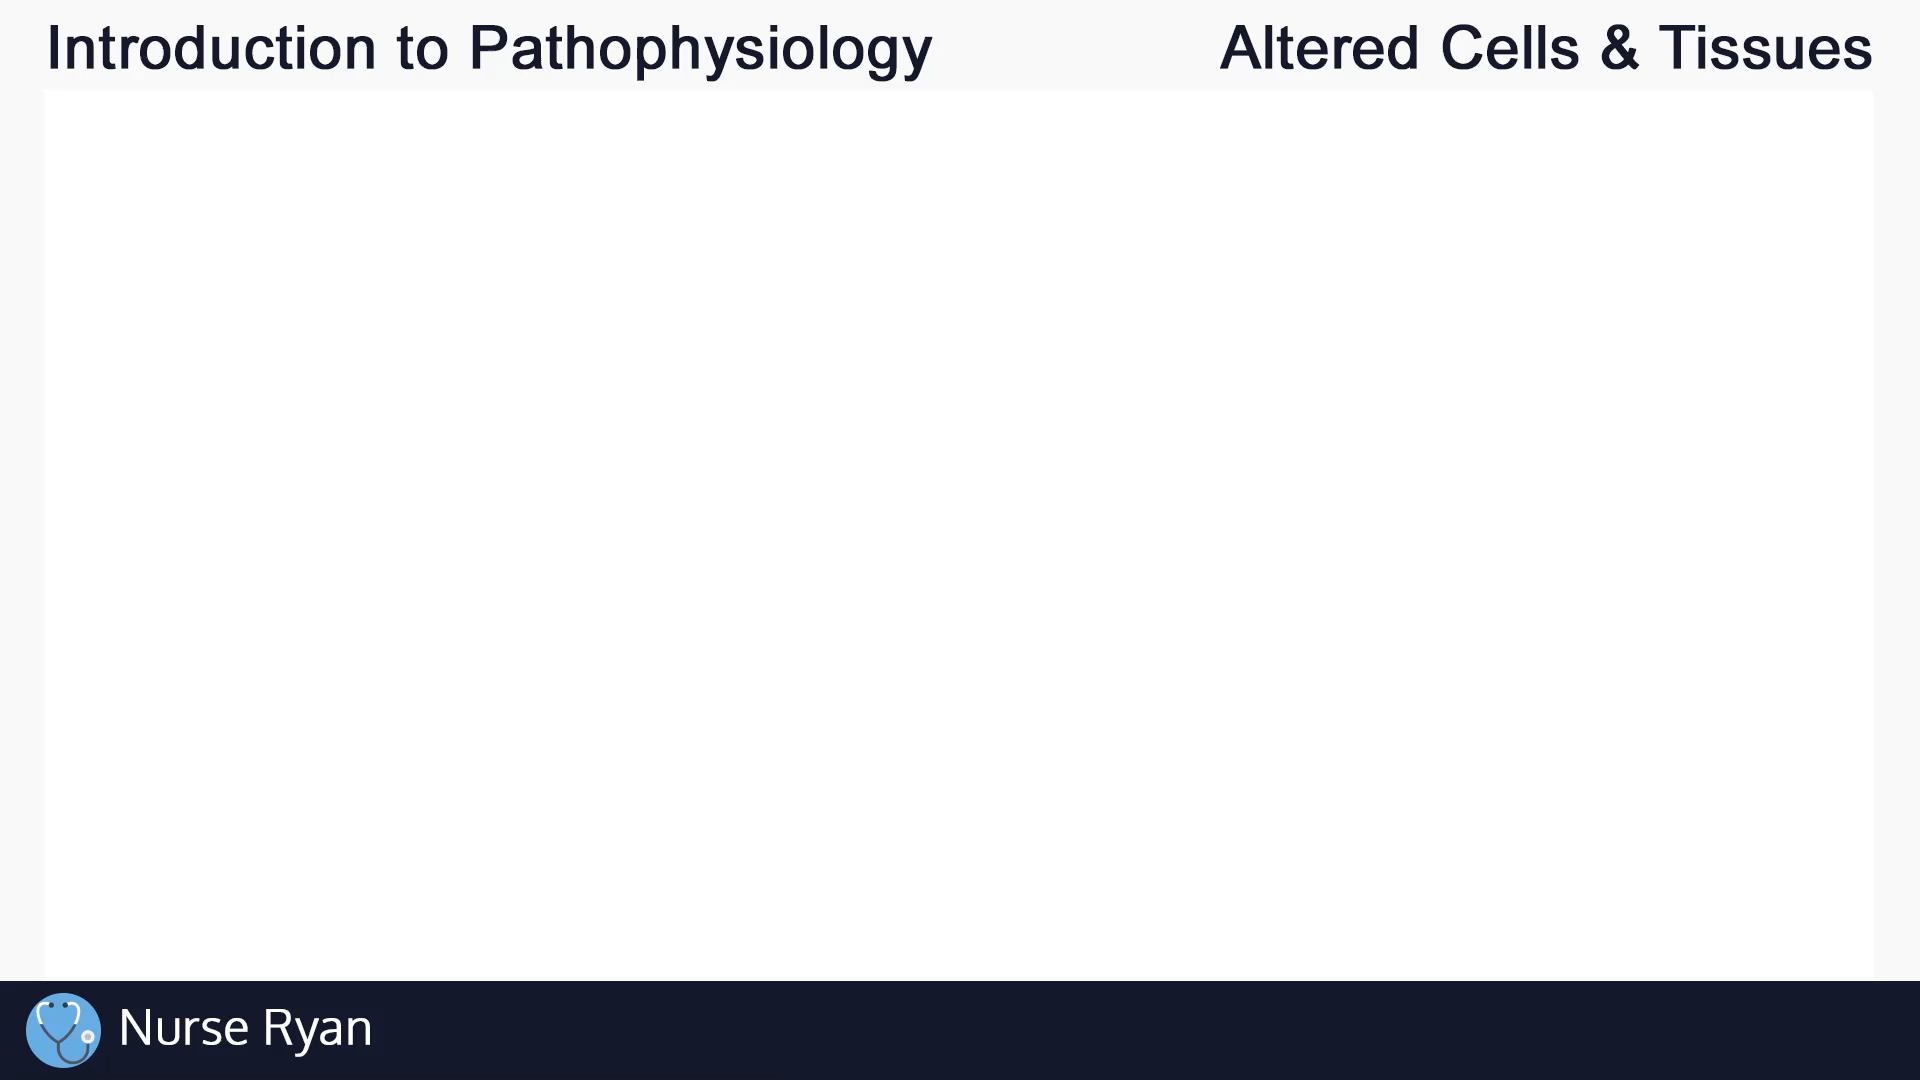 Introduction to Pathophysiology
Altered Cells & Tissues
Nurse Ryan